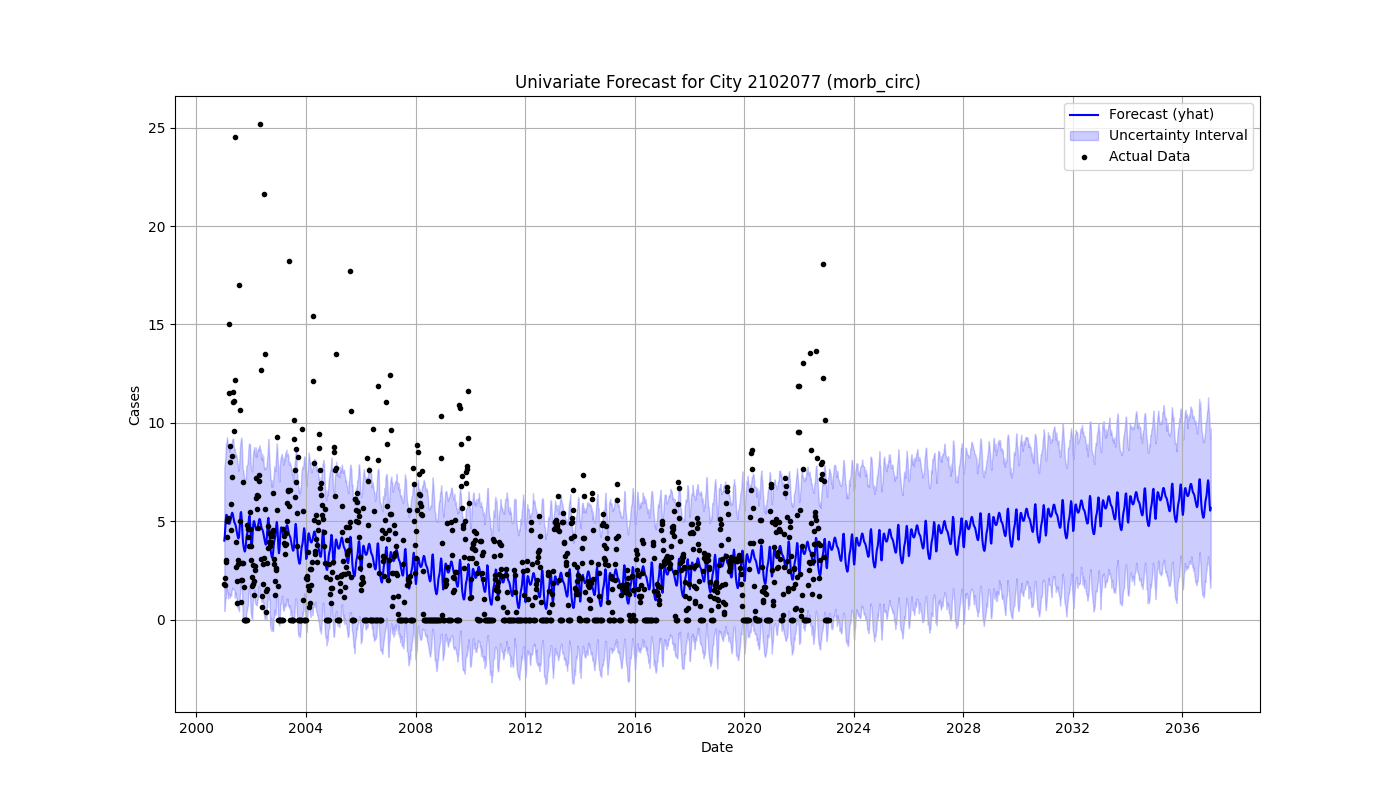 Univariate Forecast for City 2102077 (morb_circ)
Forecast (yhat)
Uncertainty Interval
Actual Data
25
20
15
10
5
0
Cases
2000 2004 2008 2012 2016 2020 2024 2028 2032 2036
Date